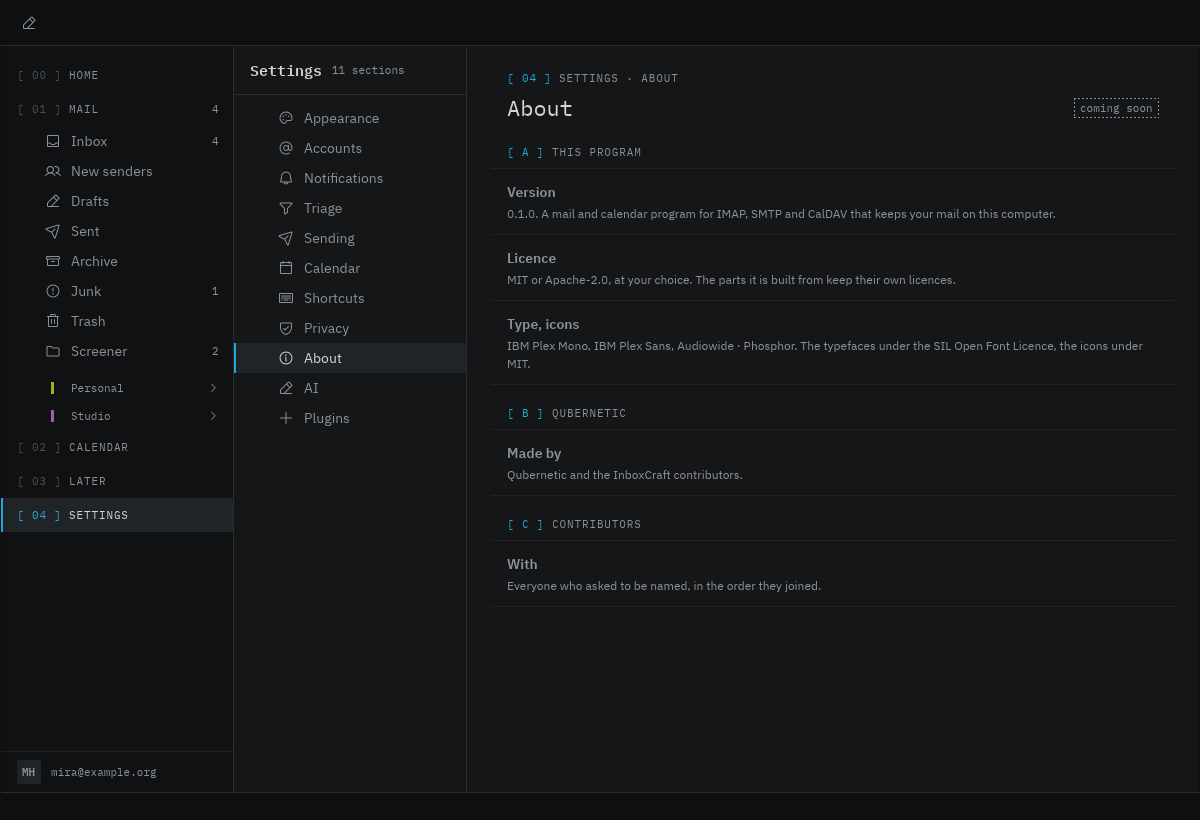 [ 00 ] HOME
[ 01 ] MAIL 4
Inbox 4
New senders
Drafts
Sent
Archive
Junk 1
Trash
Screener 2
Personal
Studio
[ 02 ] CALENDAR
[ 03 ] LATER
[ 04 ] SETTINGS
MH mira@example.org
Settings 11 sections
Appearance
Accounts
Notifications
Triage
Sending
Calendar
Shortcuts
Privacy
About
AI
Plugins
[ 04 ] SETTINGS · ABOUT
About coming soon
[ A ] THIS PROGRAM
Version
0.1.0. A mail and calendar program for IMAP, SMTP and CalDAV that keeps your mail on this computer.
Licence
MIT or Apache-2.0, at your choice. The parts it is built from keep their own licences.
Type, icons
IBM Plex Mono, IBM Plex Sans, Audiowide · Phosphor. The typefaces under the SIL Open Font Licence, the icons under
MIT.
[ B ] QUBERNETIC
Made by
Qubernetic and the InboxCraft contributors.
[ C ] CONTRIBUTORS
With
Everyone who asked to be named, in the order they joined.